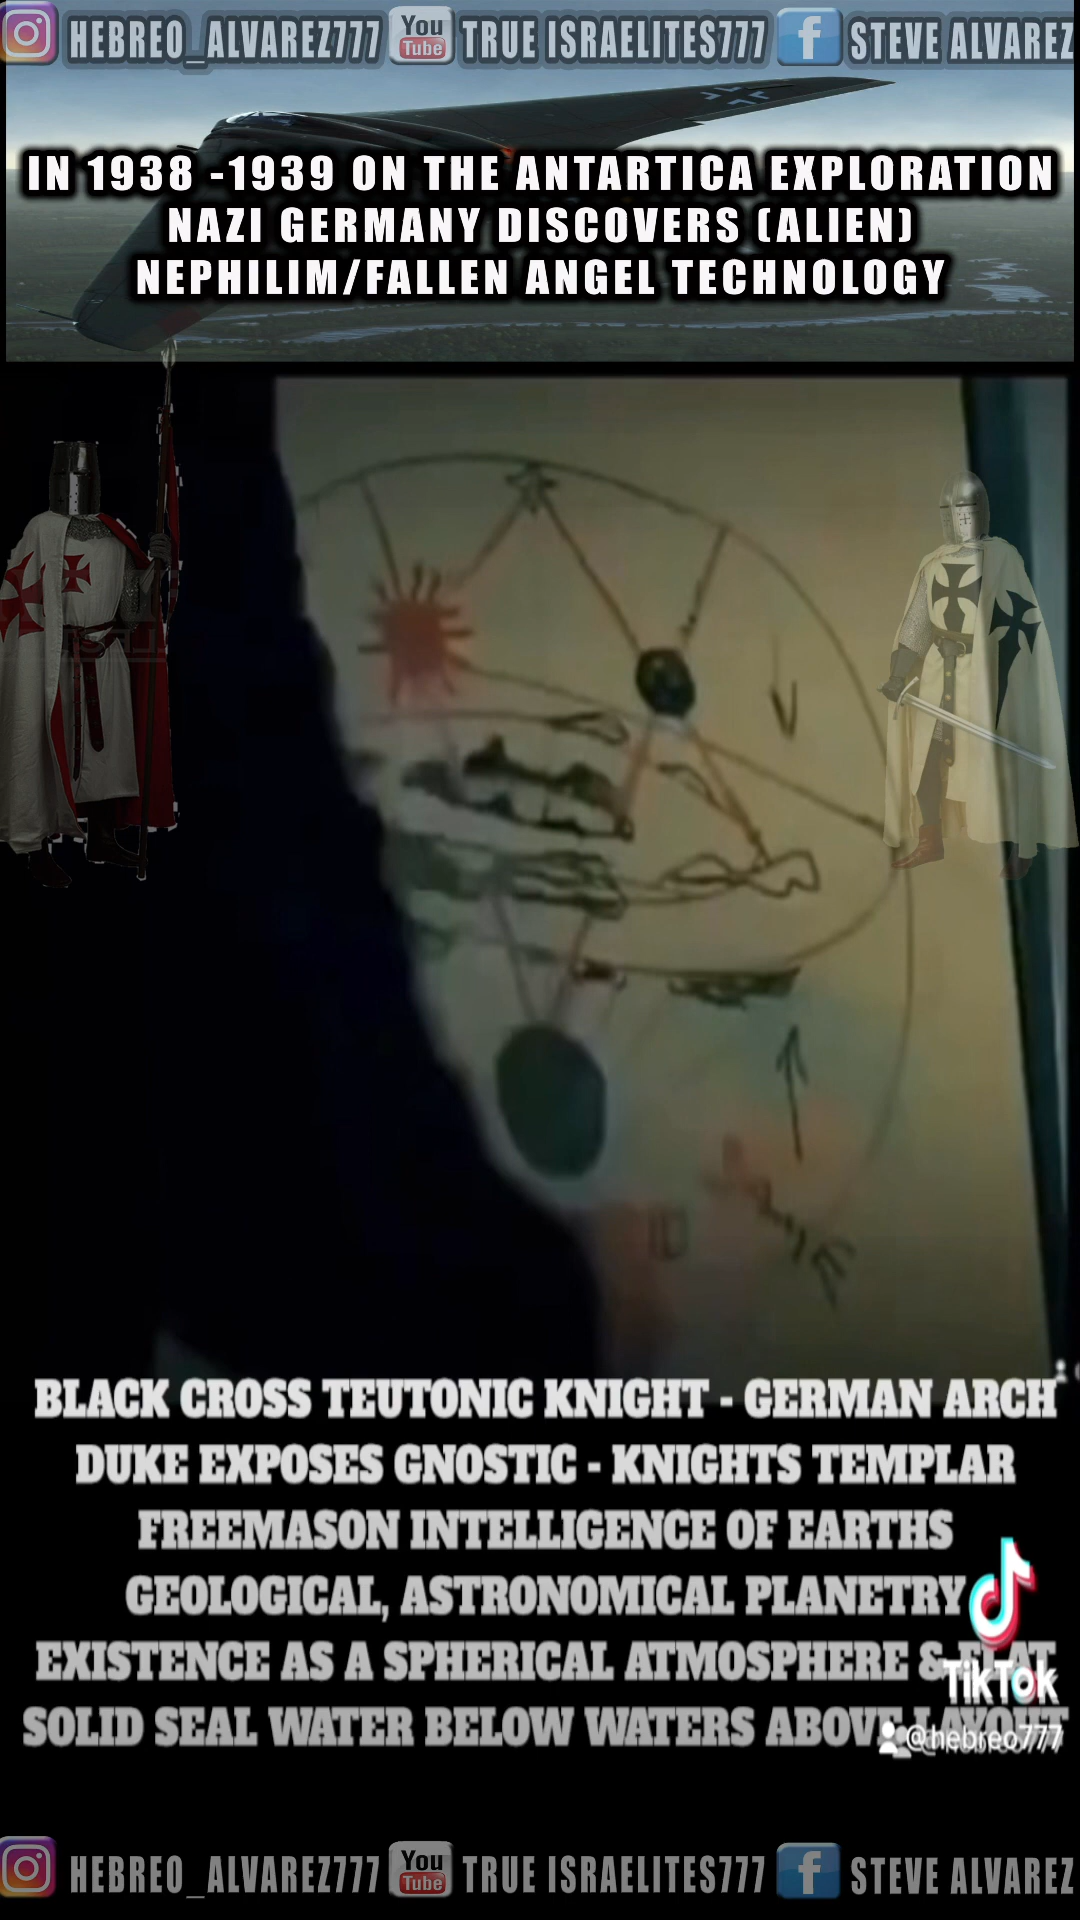 HEBREO_ALVAREZ777 You Tube TRUE ISRAELITES777 f STEVE ALVAREZ
IN 1938 -1939 ON THE ANTARTICA EXPLORATION
NAZI GERMANY DISCOVERS (ALIEN)
NEPHILIM/FALLEN ANGEL TECHNOLOGY
BLACK CROSS TEUTONIC KNIGHT - GERMAN ARCH
DUKE EXPOSES GNOSTIC - KNIGHTS TEMPLAR
FREEMASON INTELLIGENCE OF EARTHS
GEOLOGICAL, ASTRONOMICAL PLANETRY
EXISTENCE AS A SPHERICAL ATMOSPHERE & FLAT
TikTok
SOLID SEAL WATER BELOW WATERS ABOVE LAYOUT
@hebreo777
HEBREO_ALVAREZ777 You Tube TRUE ISRAELITES777 f STEVE ALVAREZ